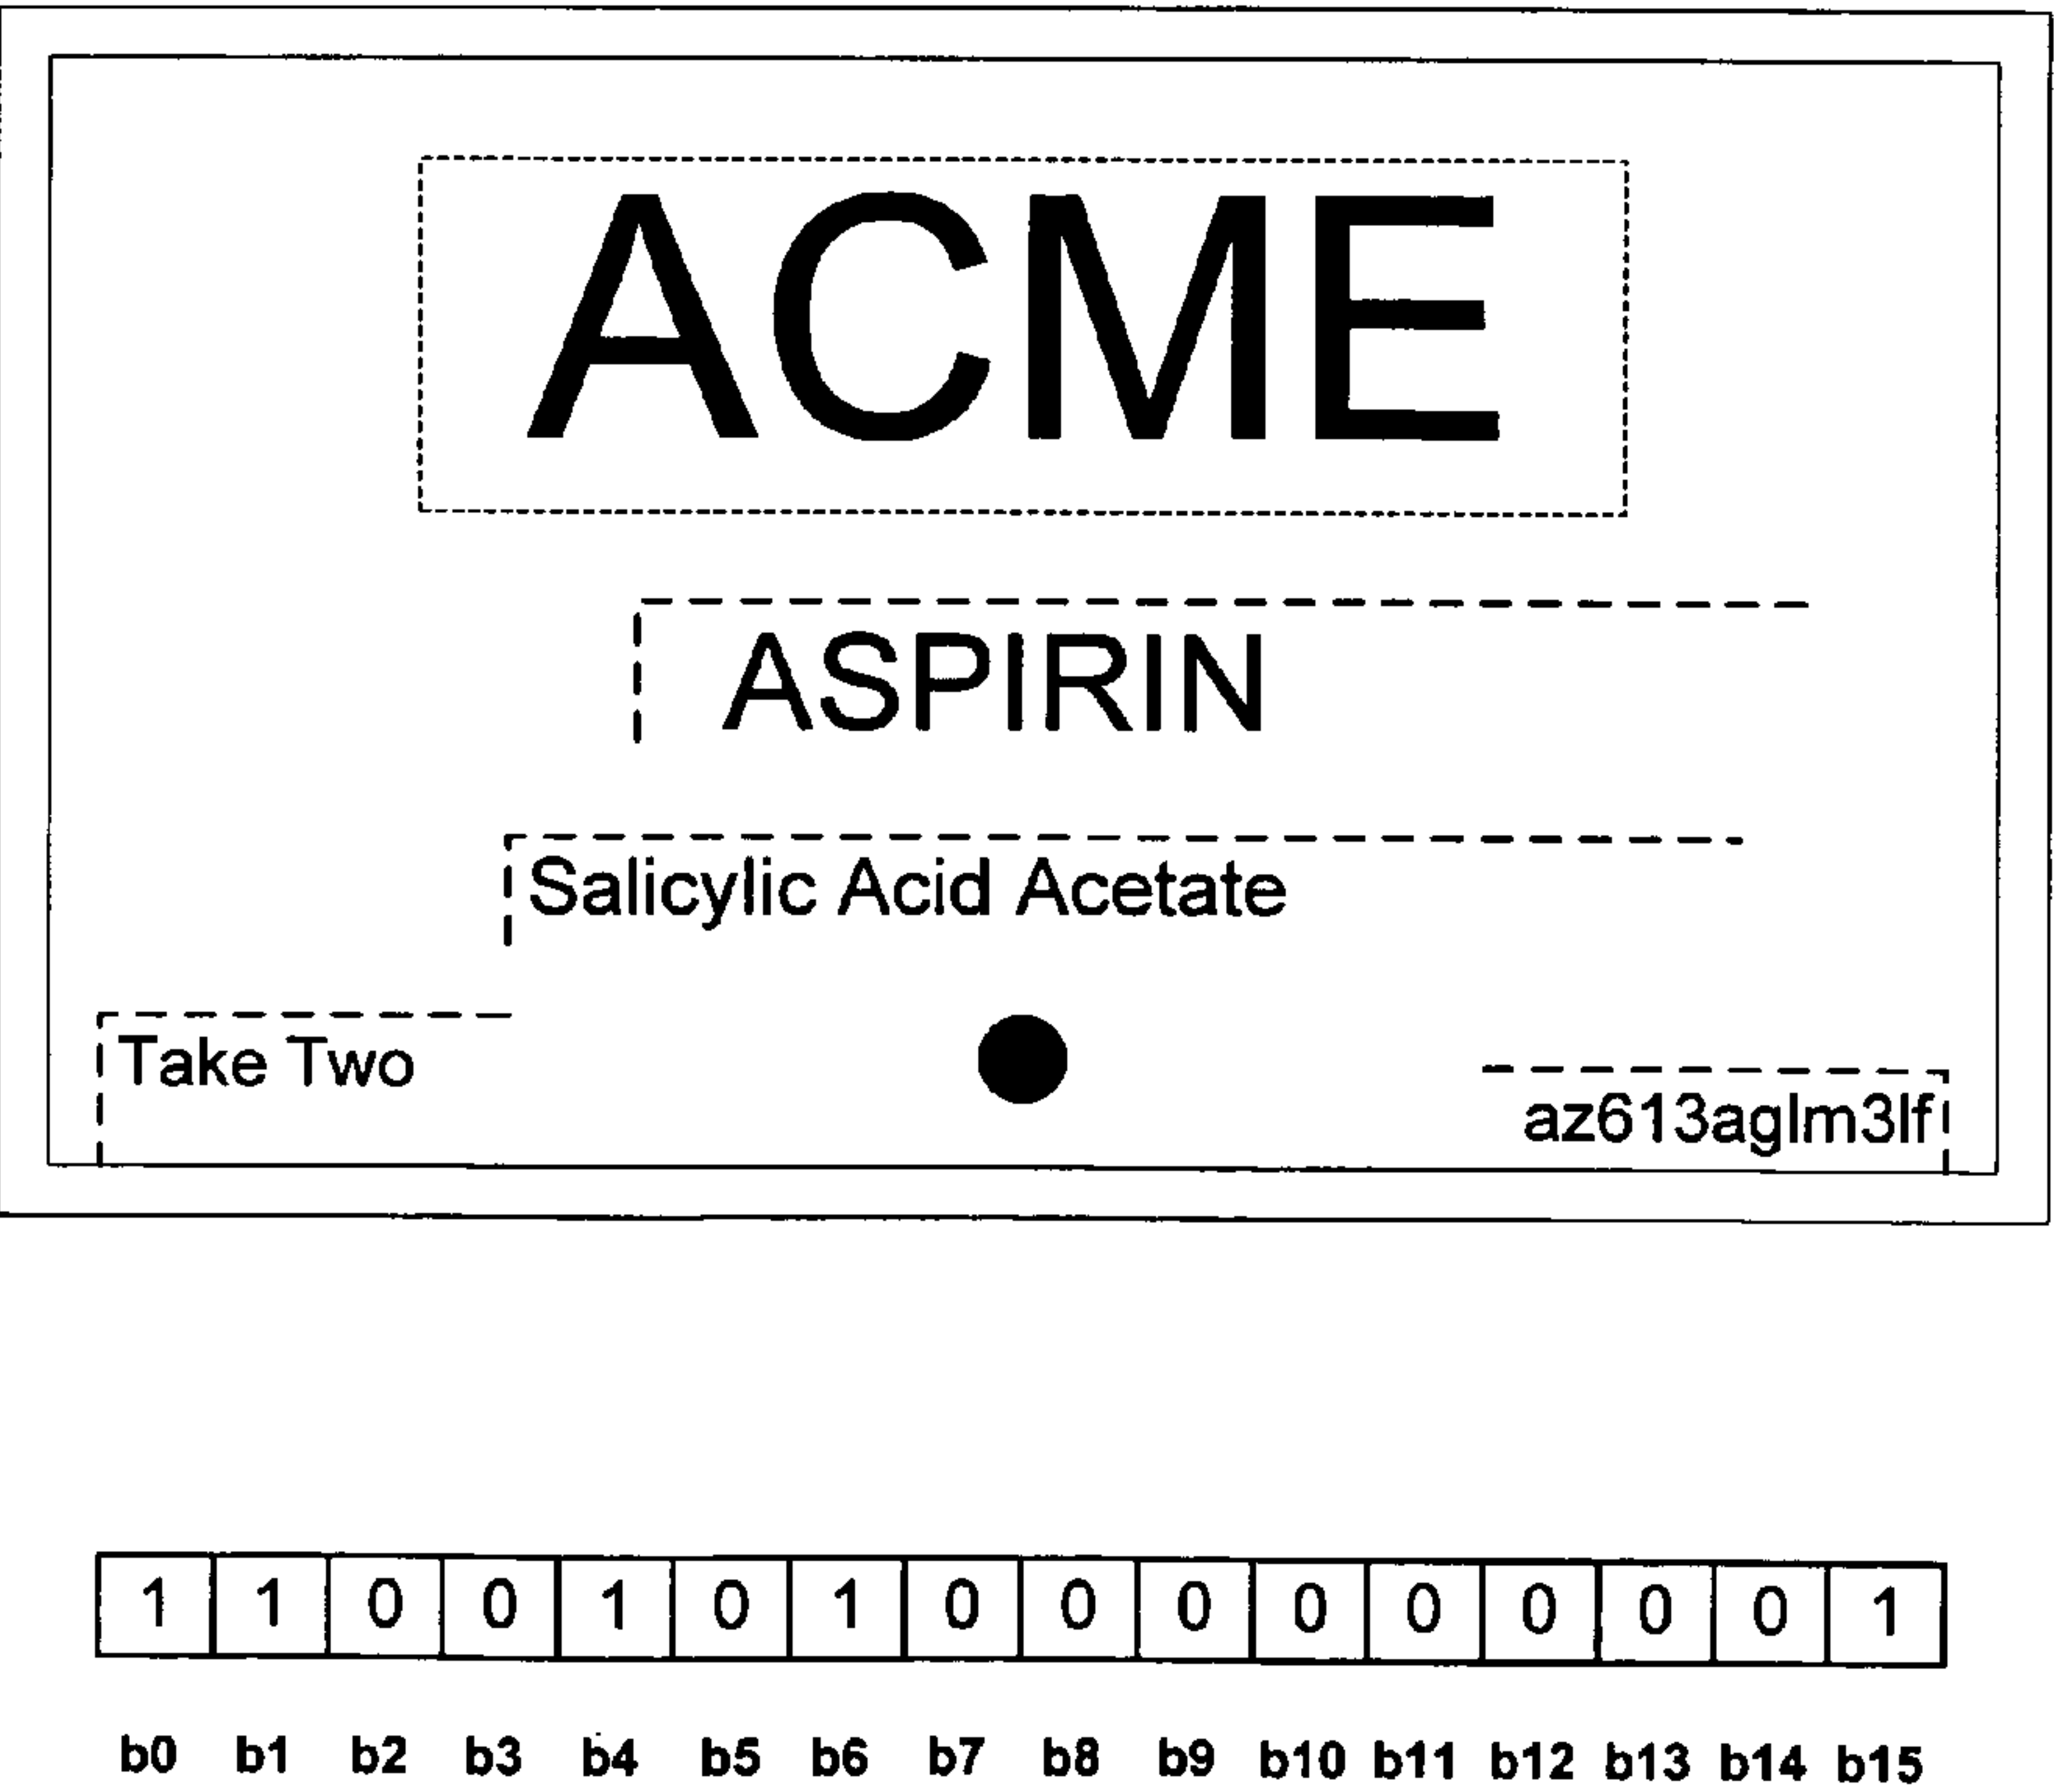 ACME
ASPIRIN
Salicylic Acid Acetate
Take Two
az613aglm3lf
1 1 0 0 1 0 1 0 0 0 0 0 0 0 0 1
b0 b1 b2 b3 b4 b5 b6 b7 b8 b9 b10 b11 b12 b13 b14 b15